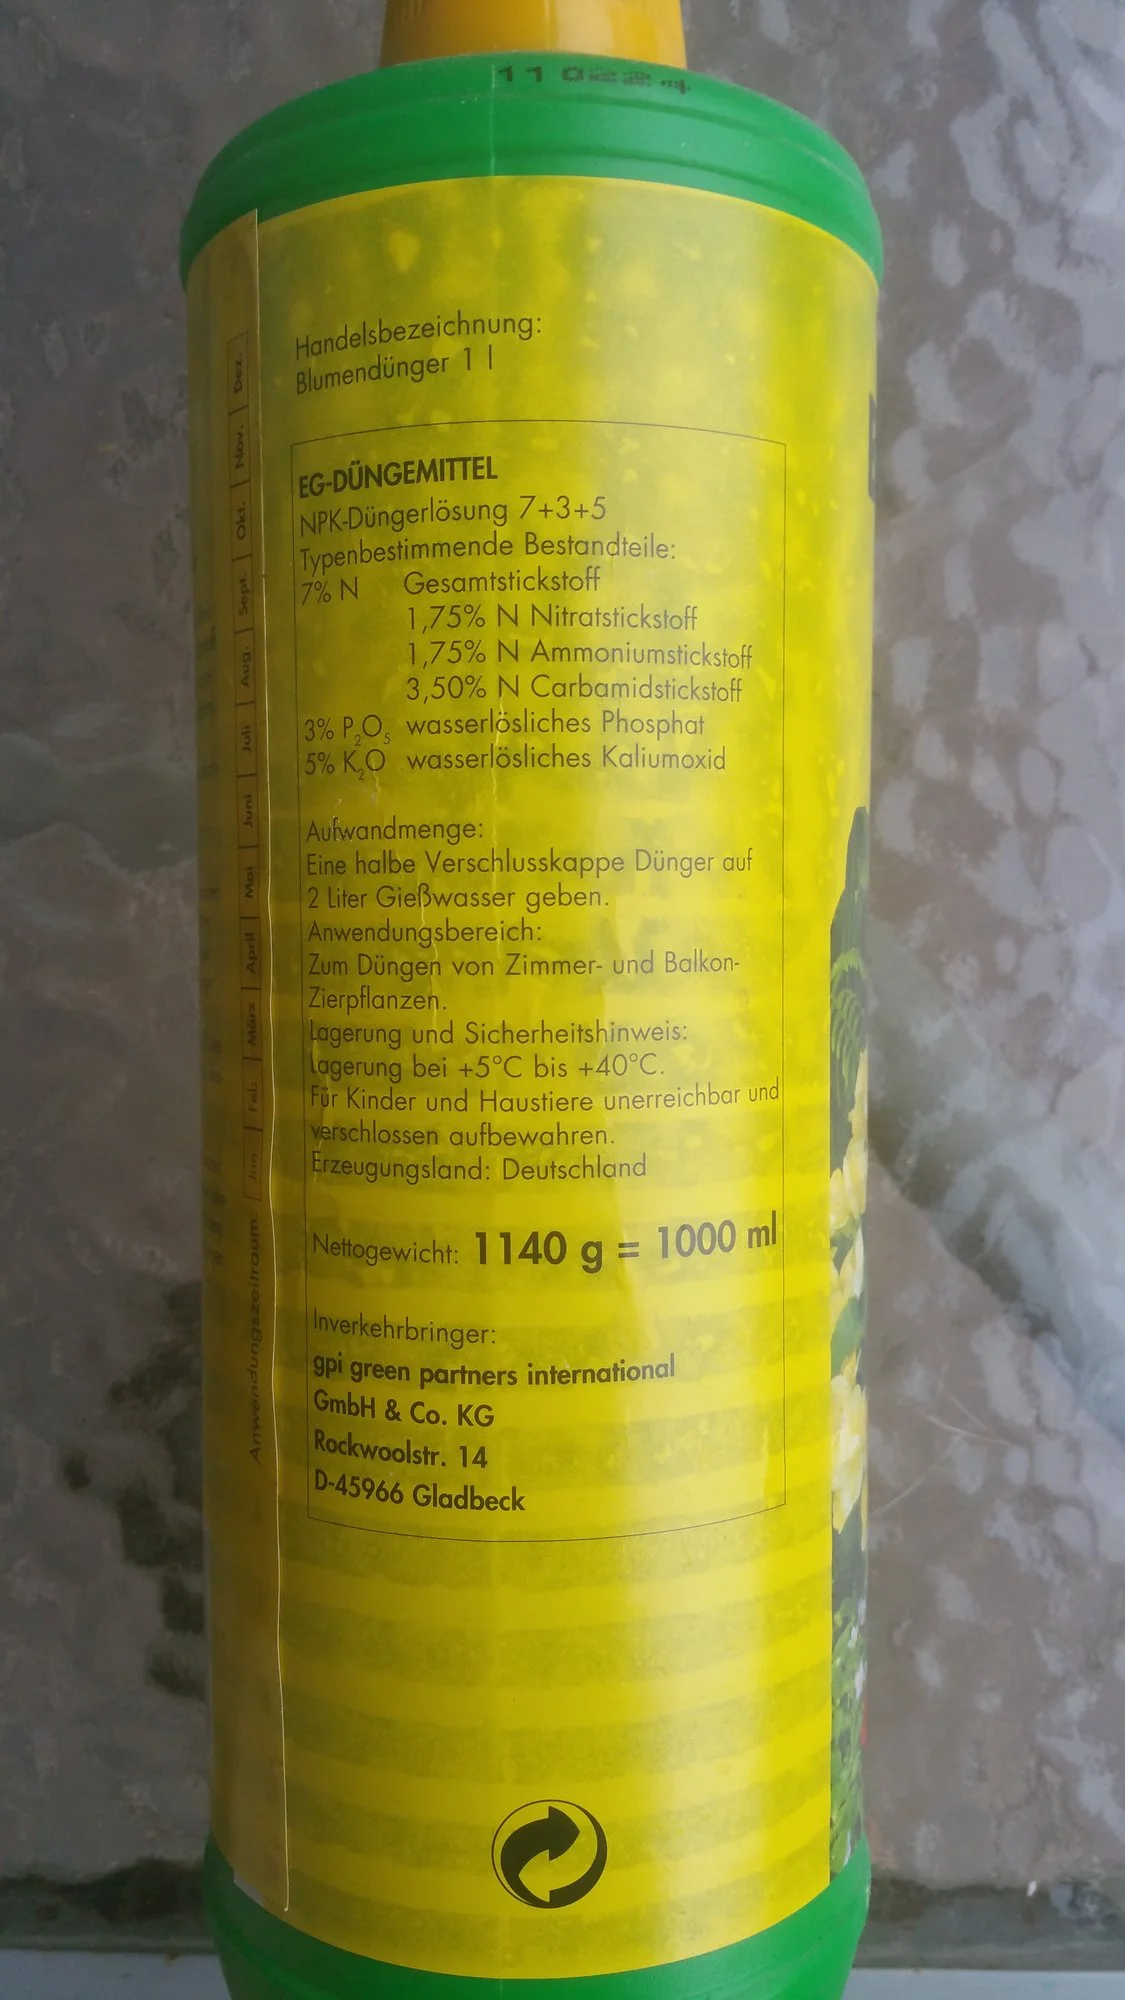 Handelsbezeichnung:
Blumendünger 1 l
EG-DÜNGEMITTEL
NPK-Düngerlösung 7+3+5
Typenbestimmende Bestandteile:
7% N Gesamtstickstoff
1,75% N Nitratstickstoff
1,75% N Ammoniumstickstoff
3,50% N Carbamidstickstoff
3% P₂O₅ wasserlösliches Phosphat
5% K₂O wasserlösliches Kaliumoxid
Aufwandmenge:
Eine halbe Verschlusskappe Dünger auf
2 Liter Gießwasser geben.
Anwendungsbereich:
Zum Düngen von Zimmer- und Balkon-
Zierpflanzen.
Lagerung und Sicherheitshinweis:
Lagerung bei +5°C bis +40°C.
Für Kinder und Haustiere unerreichbar und
verschlossen aufbewahren.
Erzeugungsland: Deutschland
Nettogewicht: 1140 g = 1000 ml
Inverkehrbringer:
gpi green partners international
GmbH & Co. KG
Rockwoolstr. 14
D-45966 Gladbeck
Anwendungszeitraum: Jan. Feb. März April Mai Juni Juli Aug. Sept. Okt. Nov. Dez.